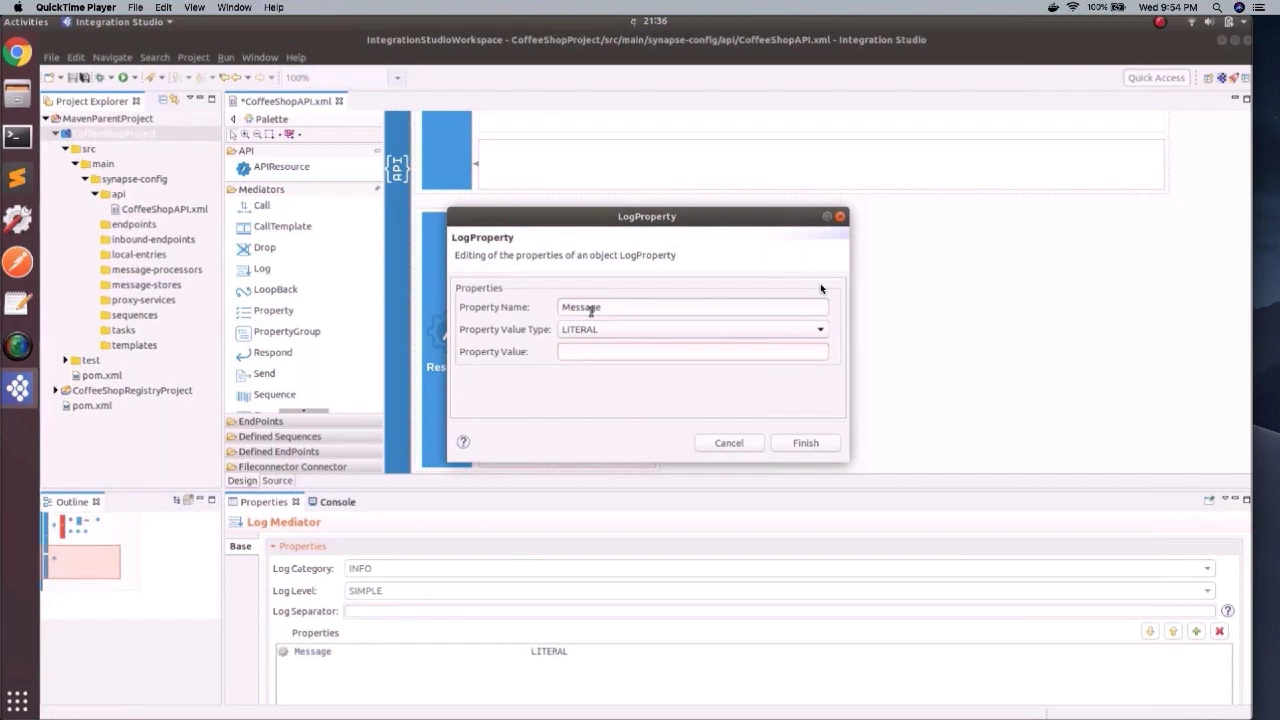 QuickTime Player File Edit View Window Help
100% Wed 9:54 PM
Activities Integration Studio
21:36
IntegrationStudioWorkspace - CoffeeShopProject/src/main/synapse-config/api/CoffeeShopAPI.xml - Integration Studio
File Edit Navigate Search Project Run Window Help
100%
Quick Access
Project Explorer
*CoffeeShopAPI.xml
MavenParentProject
CoffeeShopProject
src
main
synapse-config
api
CoffeeShopAPI.xml
endpoints
inbound-endpoints
local-entries
message-processors
message-stores
proxy-services
sequences
tasks
templates
test
pom.xml
CoffeeShopRegistryProject
pom.xml
Palette
API
APIResource
Mediators
Call
CallTemplate
Drop
Log
LoopBack
Property
PropertyGroup
Respond
Send
Sequence
EndPoints
Defined Sequences
Defined EndPoints
Fileconnector Connector
Design Source
{API}
Res
LogProperty
LogProperty
Editing of the properties of an object LogProperty
Properties
Property Name: Message
Property Value Type: LITERAL
Property Value:
Cancel Finish
Outline
Properties Console
Log Mediator
Base
Properties
Log Category: INFO
Log Level: SIMPLE
Log Separator:
Properties
Message LITERAL